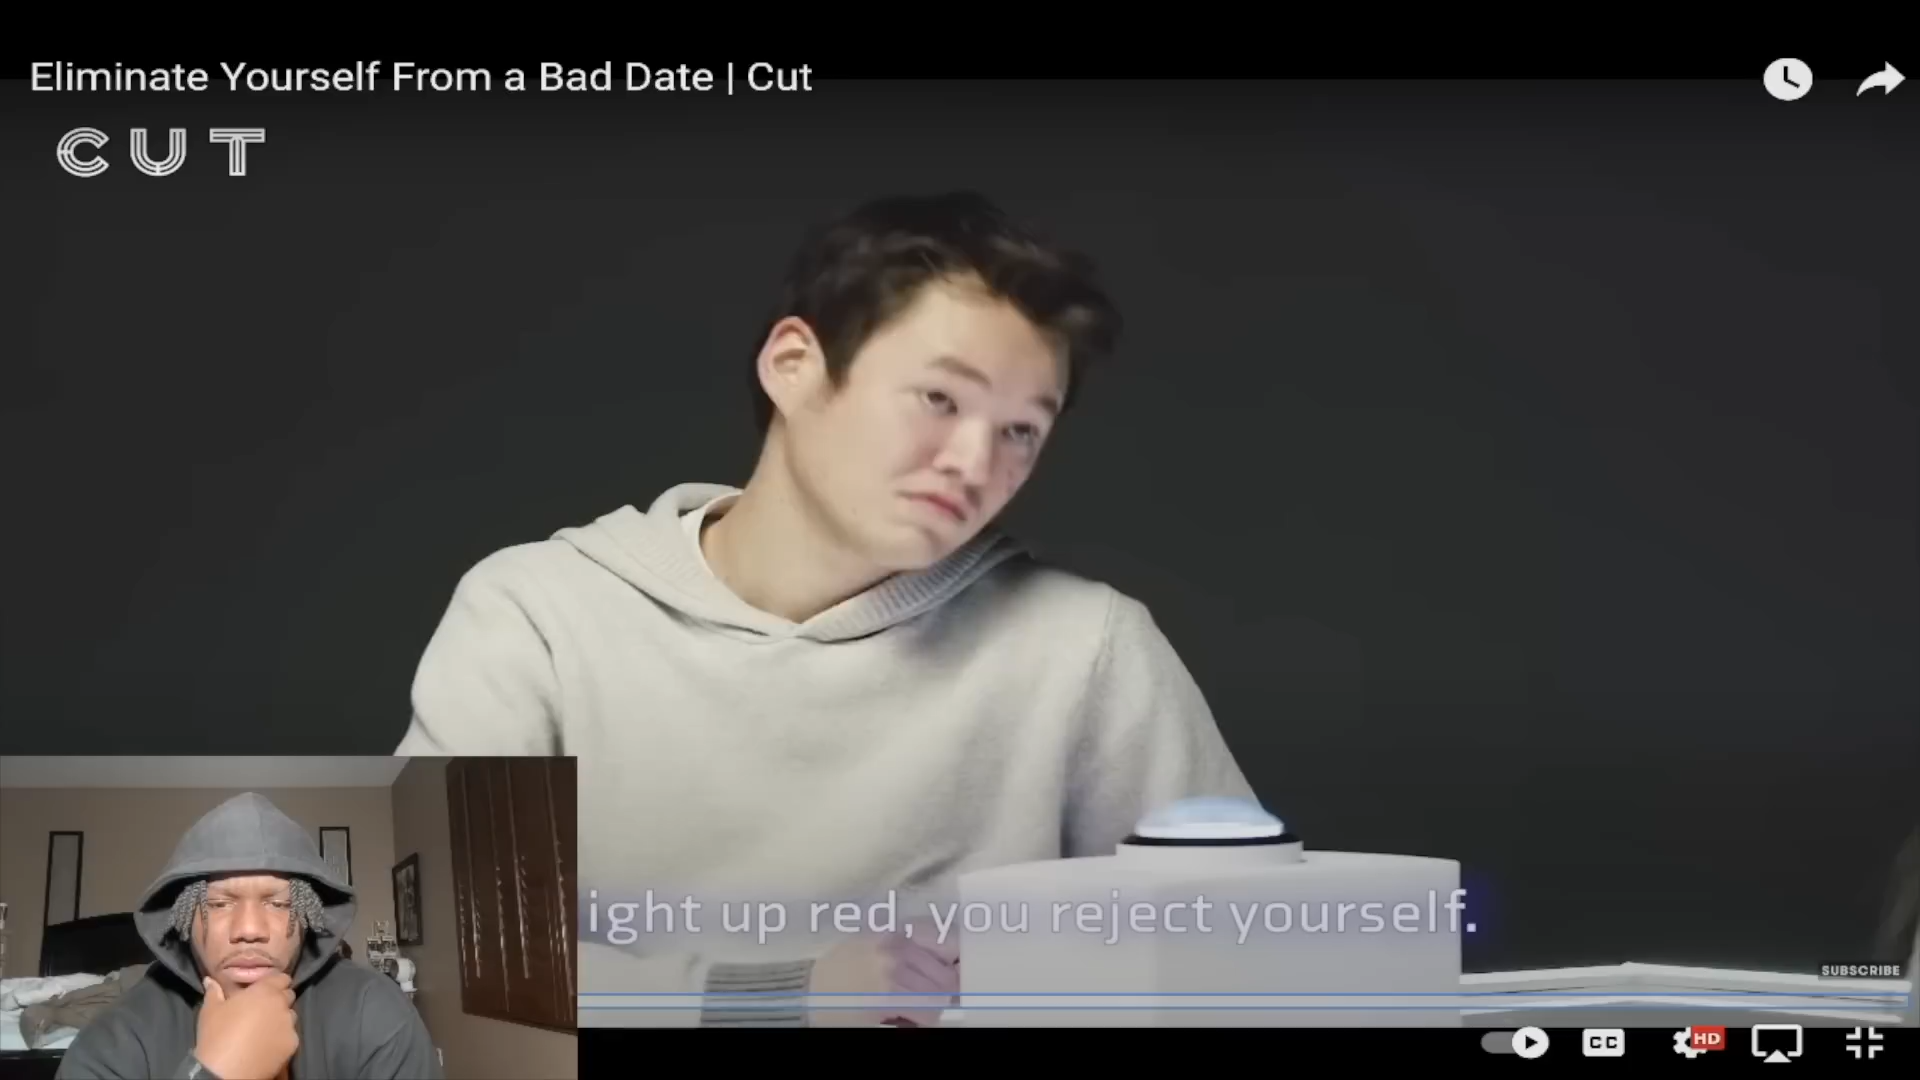 Eliminate Yourself From a Bad Date | Cut
CUT
ight up red, you reject yourself.
SUBSCRIBE
CC
HD